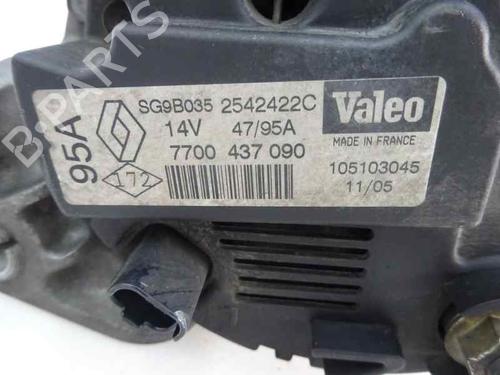 95A
SG9B035 2542422C
14V 47/95A
7700 437 090
172
Valeo
MADE IN FRANCE
105103045
11/05
B-PARTS